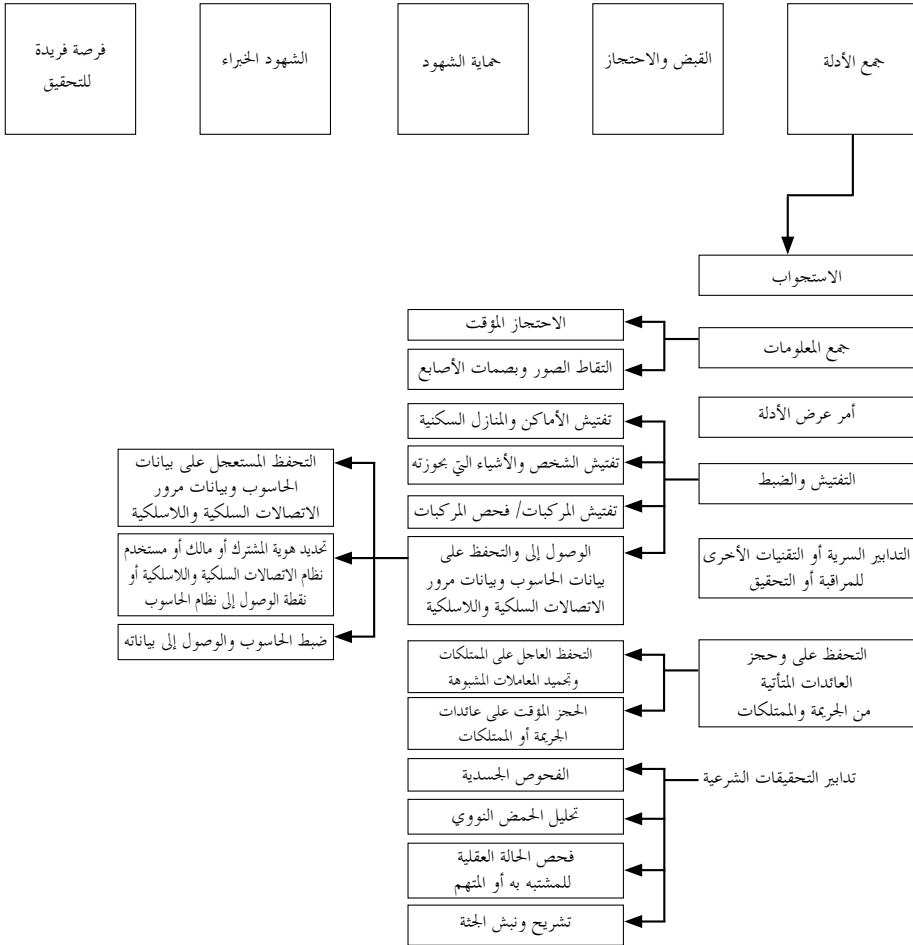 جمع الأدلة
القبض والاحتجاز
حماية الشهود
الشهود الخبراء
فرصة فريدة
للتحقيق
الاستجواب
جمع المعلومات
الاحتجاز المؤقت
التقاط الصور وبصمات الأصابع
أمر عرض الأدلة
التفتيش والضبط
تفتيش الأماكن والمنازل السكنية
تفتيش الشخص والأشياء التي بحوزته
تفتيش المركبات/ فحص المركبات
الوصول إلى والتحفظ على
بيانات الحاسوب وبيانات مرور
الاتصالات السلكية واللاسلكية
التحفظ المستعجل على بيانات
الحاسوب وبيانات مرور
الاتصالات السلكية واللاسلكية
تحديد هوية المشترك أو مالك أو مستخدم
نظام الاتصالات السلكية واللاسلكية أو
نقطة الوصول إلى نظام الحاسوب
ضبط الحاسوب والوصول إلى بياناته
التدابير السرية أو التقنيات الأخرى
للمراقبة أو التحقيق
التحفظ على وحجز
العائدات المتأتية
من الجريمة والممتلكات
التحفظ العاجل على الممتلكات
وتجميد المعاملات المشبوهة
الحجز المؤقت على عائدات
الجريمة أو الممتلكات
تدابير التحقيقات الشرعية
الفحوص الجسدية
تحليل الحمض النووي
فحص الحالة العقلية
للمشتبه به أو المتهم
تشريح ونبش الجثة